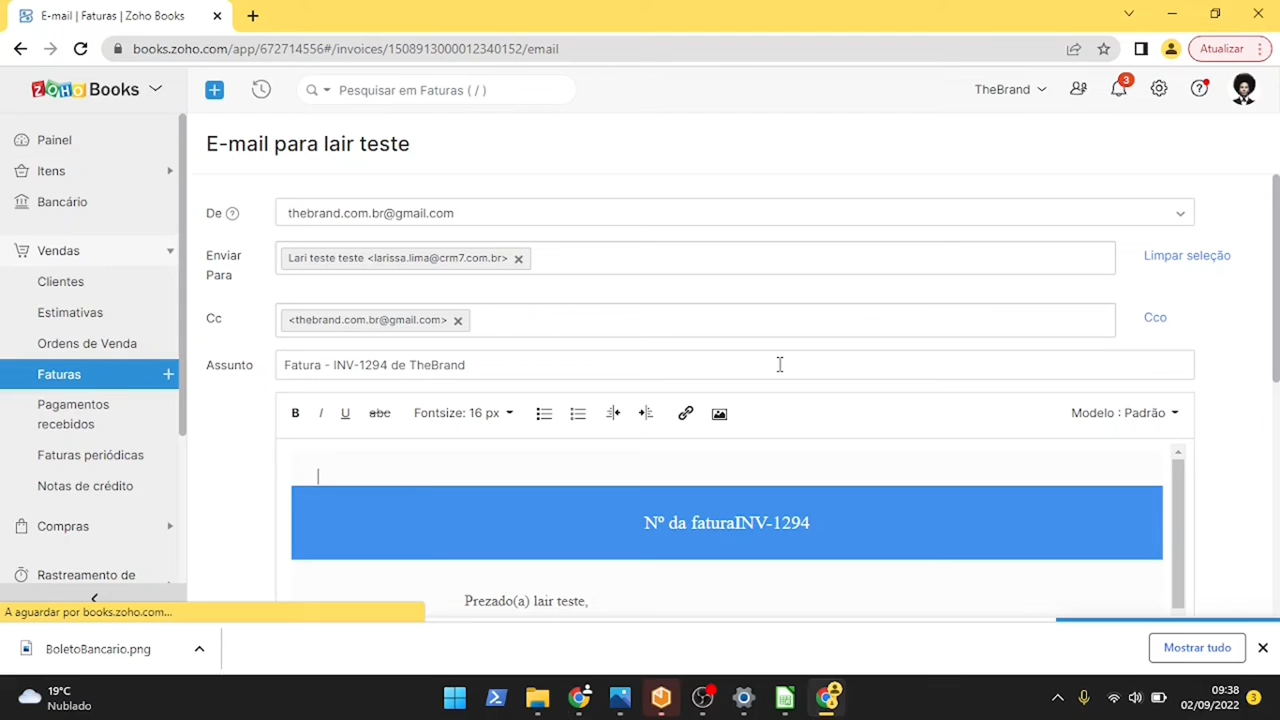 E-mail | Faturas | Zoho Books
books.zoho.com/app/672714556#/invoices/1508913000012340152/email
Atualizar
ZOHO Books
Pesquisar em Faturas ( / )
TheBrand
3
Painel
Itens
Bancário
Vendas
Clientes
Estimativas
Ordens de Venda
Faturas
Pagamentos
recebidos
Faturas periódicas
Notas de crédito
Compras
Rastreamento de
E-mail para lair teste
De
thebrand.com.br@gmail.com
Enviar
Para
Lari teste teste <larissa.lima@crm7.com.br>
Limpar seleção
Cc
<thebrand.com.br@gmail.com>
Cco
Assunto
Fatura - INV-1294 de TheBrand
B I U abc Fontsize: 16 px
Modelo : Padrão
Nº da faturaINV-1294
Prezado(a) lair teste,
A aguardar por books.zoho.com...
BoletoBancario.png
Mostrar tudo
19°C
Nublado
09:38
02/09/2022
3